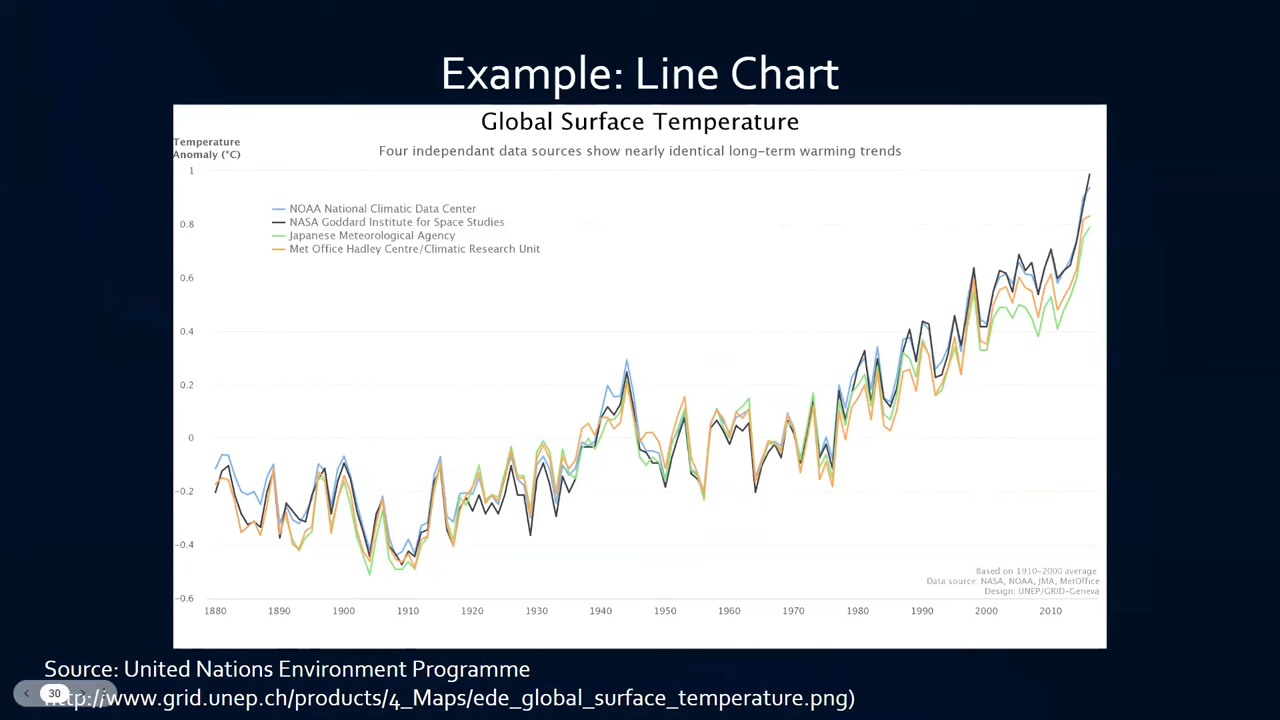 Example: Line Chart
Global Surface Temperature
Four independant data sources show nearly identical long-term warming trends
Temperature
Anomaly (°C)
1
0.8
0.6
0.4
0.2
0
-0.2
-0.4
-0.6
NOAA National Climatic Data Center
NASA Goddard Institute for Space Studies
Japanese Meteorological Agency
Met Office Hadley Centre/Climatic Research Unit
Based on 1910-2000 average
Data source: NASA, NOAA, JMA, MetOffice
Design: UNEP/GRID-Geneva
1880 1890 1900 1910 1920 1930 1940 1950 1960 1970 1980 1990 2000 2010
Source: United Nations Environment Programme
http://www.grid.unep.ch/products/4_Maps/ede_global_surface_temperature.png)
30